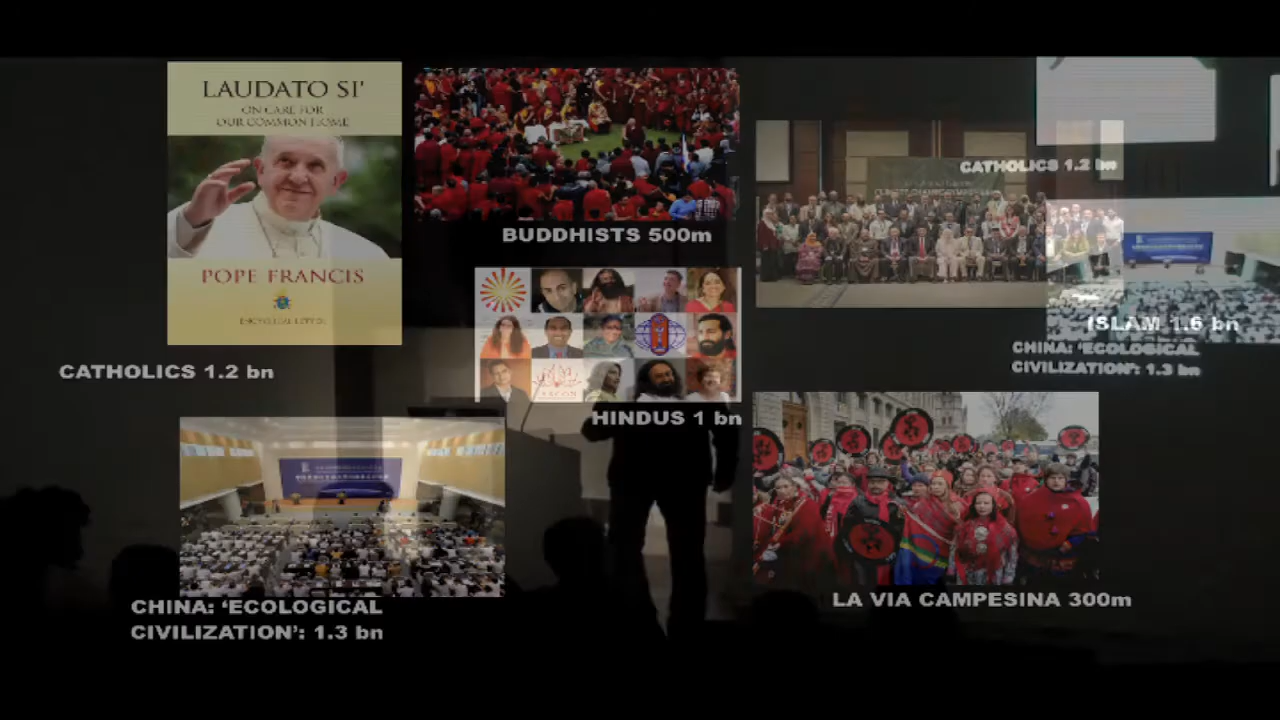 LAUDATO SI'
ON CARE FOR
OUR COMMON HOME
POPE FRANCIS
CATHOLICS 1.2 bn
BUDDHISTS 500m
HINDUS 1 bn
CATHOLICS 1.2 bn
ISLAM 1.6 bn
CHINA: ‘ECOLOGICAL
CIVILIZATION’: 1.3 bn
CHINA: ‘ECOLOGICAL
CIVILIZATION’: 1.3 bn
LA VIA CAMPESINA 300m